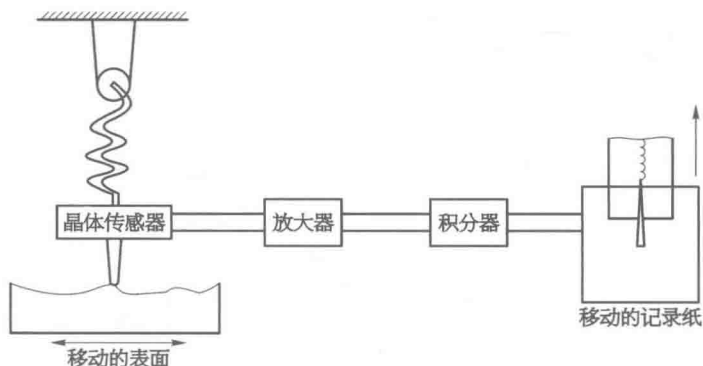 晶体传感器
放大器
积分器
移动的记录纸
移动的表面